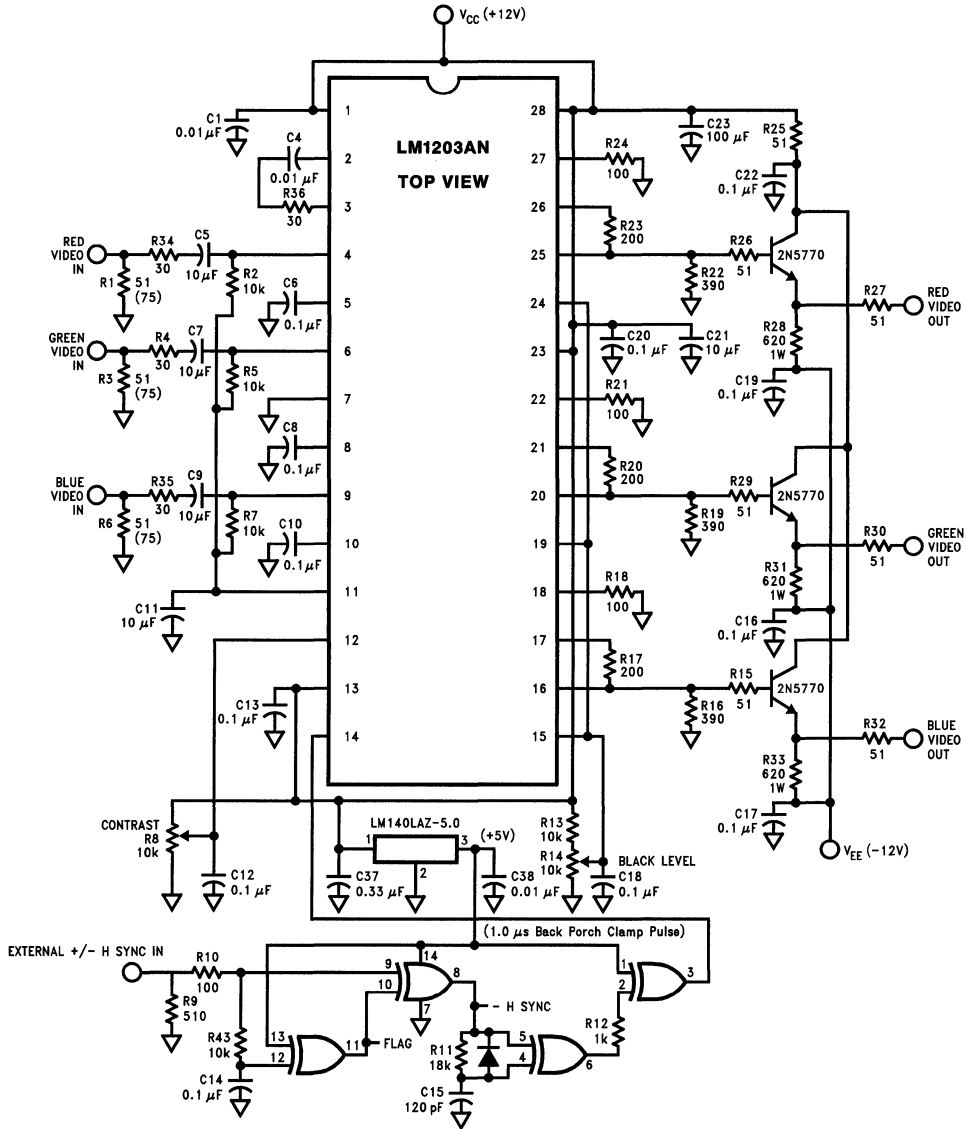 V_CC (+12V)
LM1203AN
TOP VIEW
1
2
3
4
5
6
7
8
9
10
11
12
13
14
28
27
26
25
24
23
22
21
20
19
18
17
16
15
C1
0.01 μF
C4
0.01 μF
R36
30
RED
VIDEO
IN
R34
30
C5
10 μF
R1
51
(75)
R2
10k
C6
0.1 μF
GREEN
VIDEO
IN
R4
30
C7
10 μF
R3
51
(75)
R5
10k
C8
0.1 μF
BLUE
VIDEO
IN
R35
30
C9
10 μF
R6
51
(75)
R7
10k
C10
0.1 μF
C11
10 μF
C13
0.1 μF
C23
100 μF
R25
51
R24
100
C22
0.1 μF
R23
200
R26
51
2N5770
R22
390
R27
51
RED
VIDEO
OUT
C20
0.1 μF
C21
10 μF
R28
620
1W
C19
0.1 μF
R21
100
R20
200
R29
51
2N5770
R19
390
R30
51
GREEN
VIDEO
OUT
R31
620
1W
R18
100
C16
0.1 μF
R17
200
R15
51
2N5770
R16
390
R32
51
BLUE
VIDEO
OUT
R33
620
1W
C17
0.1 μF
V_EE (-12V)
CONTRAST
R8
10k
C12
0.1 μF
LM140LAZ-5.0
1
2
3
(+5V)
C37
0.33 μF
C38
0.01 μF
R13
10k
R14
10k
BLACK LEVEL
C18
0.1 μF
(1.0 μs Back Porch Clamp Pulse)
EXTERNAL +/- H SYNC IN
R10
100
R9
510
R43
10k
C14
0.1 μF
13
12
11
FLAG
9
10
14
8
7
- H SYNC
R11
18k
C15
120 pF
5
4
6
R12
1k
1
2
3